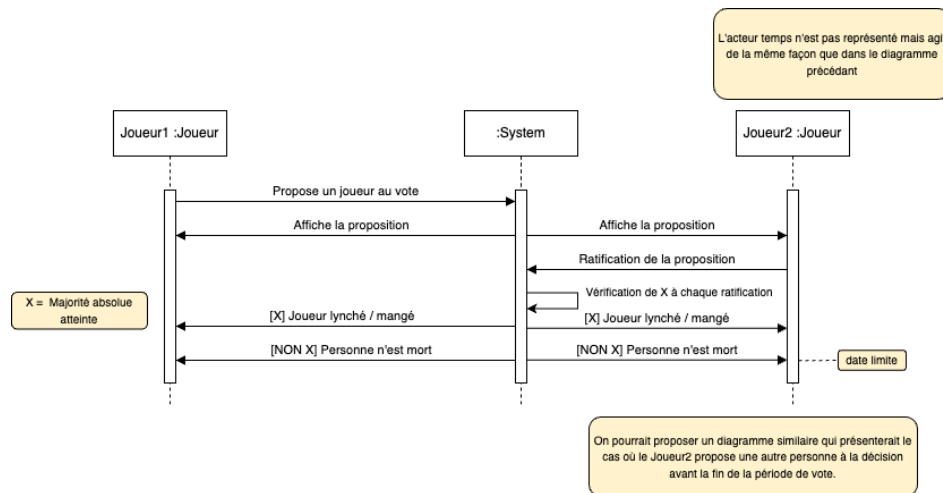 L'acteur temps n'est pas représenté mais agi
de la même façon que dans le diagramme
précédant
Joueur1 :Joueur
:System
Joueur2 :Joueur
Propose un joueur au vote
Affiche la proposition
Affiche la proposition
Ratification de la proposition
X = Majorité absolue
atteinte
Vérification de X à chaque ratification
[X] Joueur lynché / mangé
[X] Joueur lynché / mangé
[NON X] Personne n'est mort
[NON X] Personne n'est mort
date limite
On pourrait proposer un diagramme similaire qui présenterait le
cas où le Joueur2 propose une autre personne à la décision
avant la fin de la période de vote.